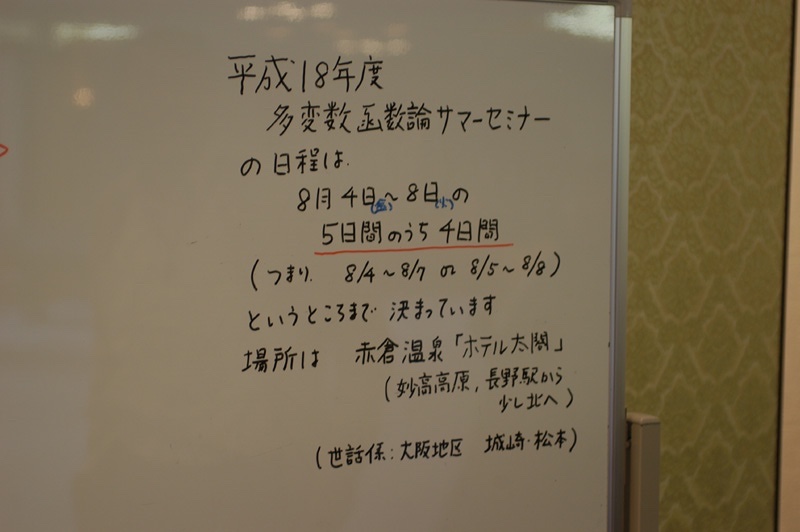 平成18年度
多変数函数論サマーセミナー
の日程は、
8月4日(金)～8日(火)の
5日間のうち4日間
(つまり、 8/4～8/7 or 8/5～8/8)
というところまで 決まっています
場所は 赤倉温泉「ホテル太閤」
(妙高高原, 長野駅から
少し北へ)
(世話係:大阪地区 城崎・松本)